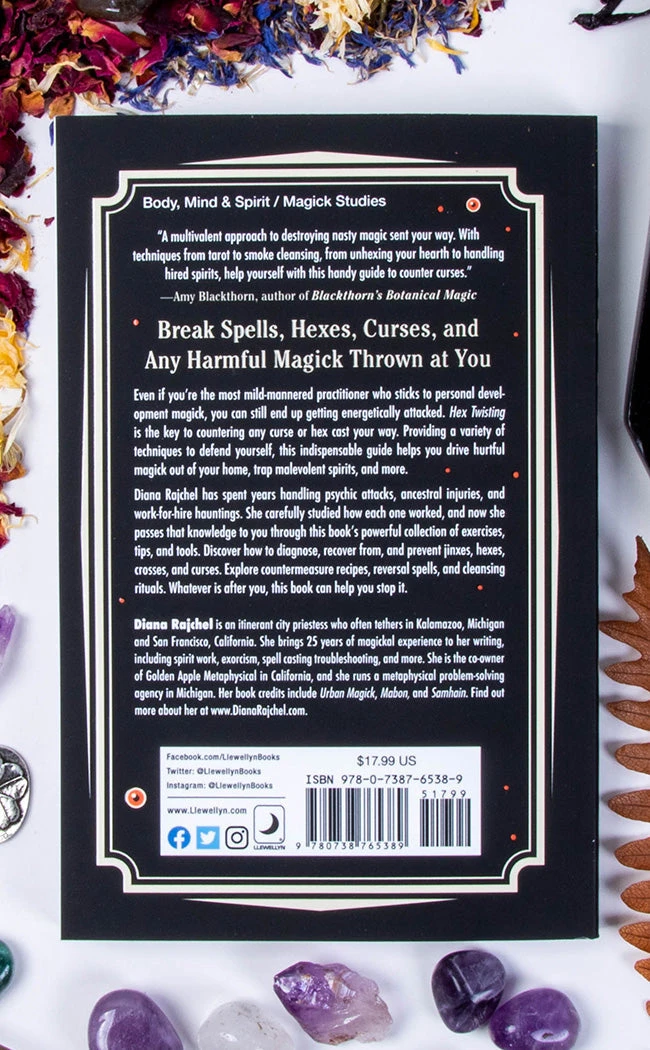 Body, Mind & Spirit / Magick Studies
“A multivalent approach to destroying nasty magic sent your way. With
techniques from tarot to smoke cleansing, from unhexing your hearth to handling
hired spirits, help yourself with this handy guide to counter curses.”
—Amy Blackthorn, author of Blackthorn’s Botanical Magic
Break Spells, Hexes, Curses, and
Any Harmful Magick Thrown at You
Even if you’re the most mild-mannered practitioner who sticks to personal devel-
opment magick, you can still end up getting energetically attacked. Hex Twisting
is the key to countering any curse or hex cast your way. Providing a variety of
techniques to defend yourself, this indispensable guide helps you drive hurtful
magick out of your home, trap malevolent spirits, and more.
Diana Rajchel has spent years handling psychic attacks, ancestral injuries, and
work-for-hire hauntings. She carefully studied how each one worked, and now she
passes that knowledge to you through this book’s powerful collection of exercises,
tips, and tools. Discover how to diagnose, recover from, and prevent jinxes, hexes,
crosses, and curses. Explore countermeasure recipes, reversal spells, and cleansing
rituals. Whatever is after you, this book can help you stop it.
Diana Rajchel is an itinerant city priestess who often tethers in Kalamazoo, Michigan
and San Francisco, California. She brings 25 years of magickal experience to her writing,
including spirit work, exorcism, spell casting troubleshooting, and more. She is the co-owner
of Golden Apple Metaphysical in California, and she runs a metaphysical problem-solving
agency in Michigan. Her book credits include Urban Magick, Mabon, and Samhain. Find out
more about her at www.DianaRajchel.com.
Facebook.com/LlewellynBooks
Twitter: @LlewellynBooks
Instagram: @LlewellynBooks
www.Llewellyn.com
LLEWELLYN
$17.99 US
ISBN 978-0-7387-6538-9
51799
9 780738 765389